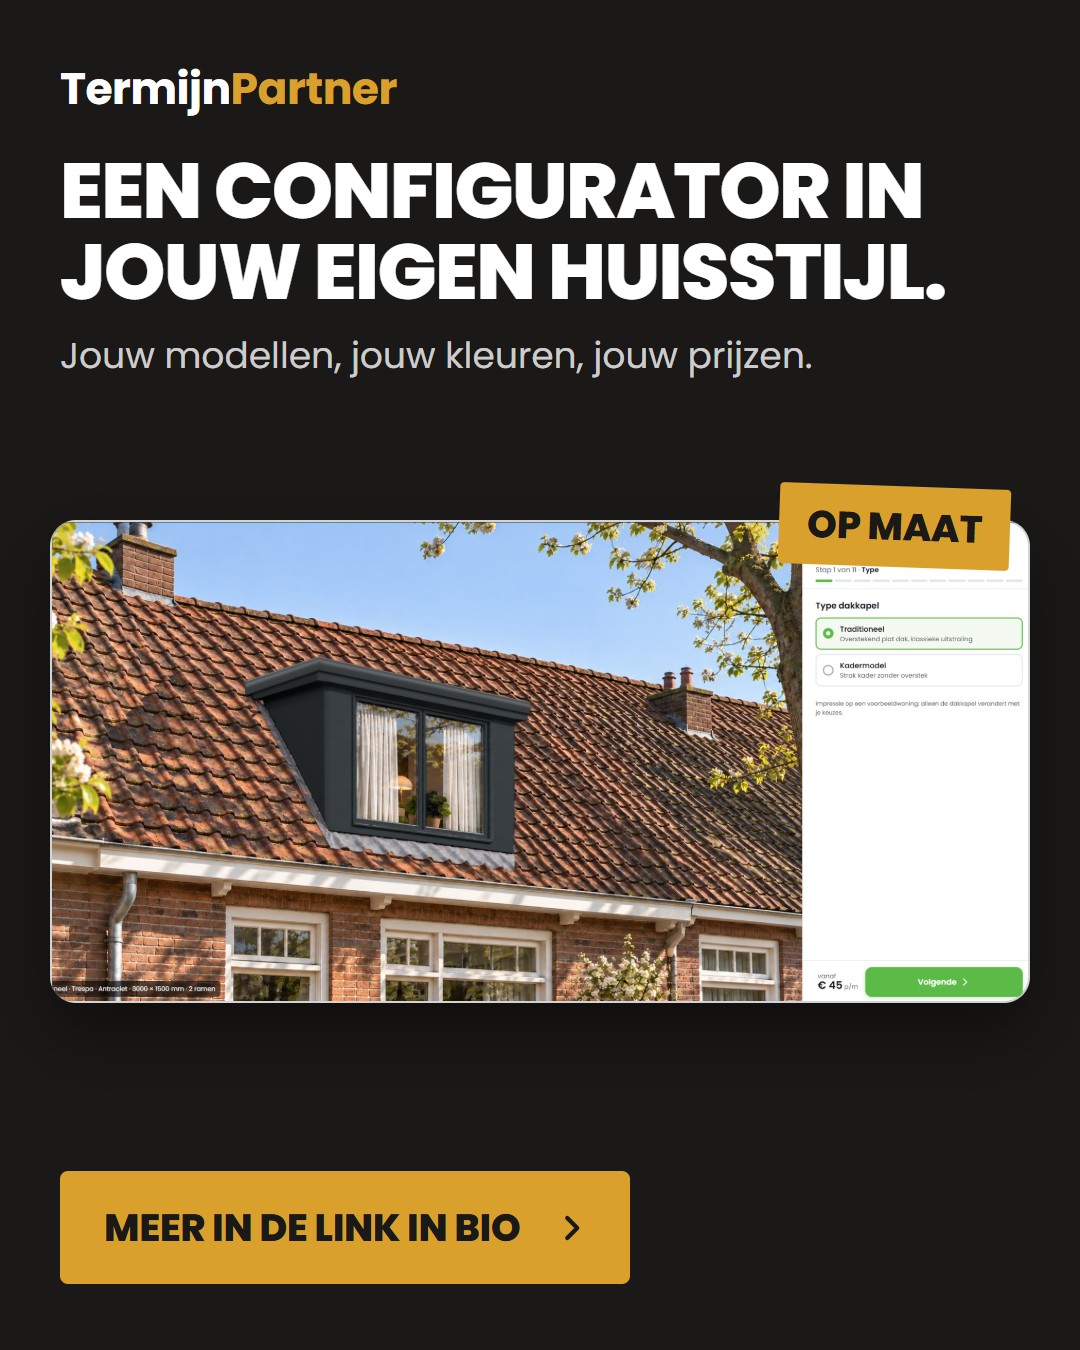 TermijnPartner
EEN CONFIGURATOR IN
JOUW EIGEN HUISSTIJL.
Jouw modellen, jouw kleuren, jouw prijzen.
OP MAAT
Stap 1 von 11 · Type
Type dakkapel
Traditioneel
Overstekend plat dak, klassieke uitstraling
Kadermodel
Strak kader zonder overstek
Impressie op een voorbeeldwoning; alleen de dakkapel verandert met
je keuzes.
neel · Trespa · Antraciet · 3000 × 1500 mm · 2 ramen
vanaf
€ 45 p/m
Volgende
MEER IN DE LINK IN BIO